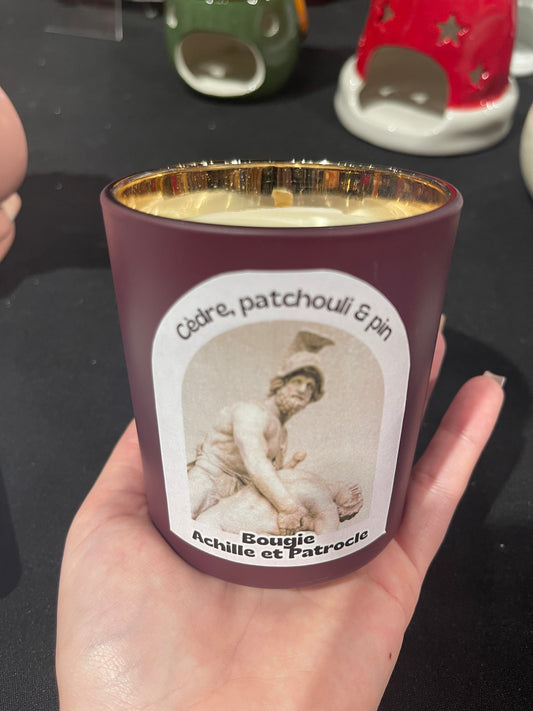 Cèdre, patchouli & pin
Bougie
Achille et Patrocle